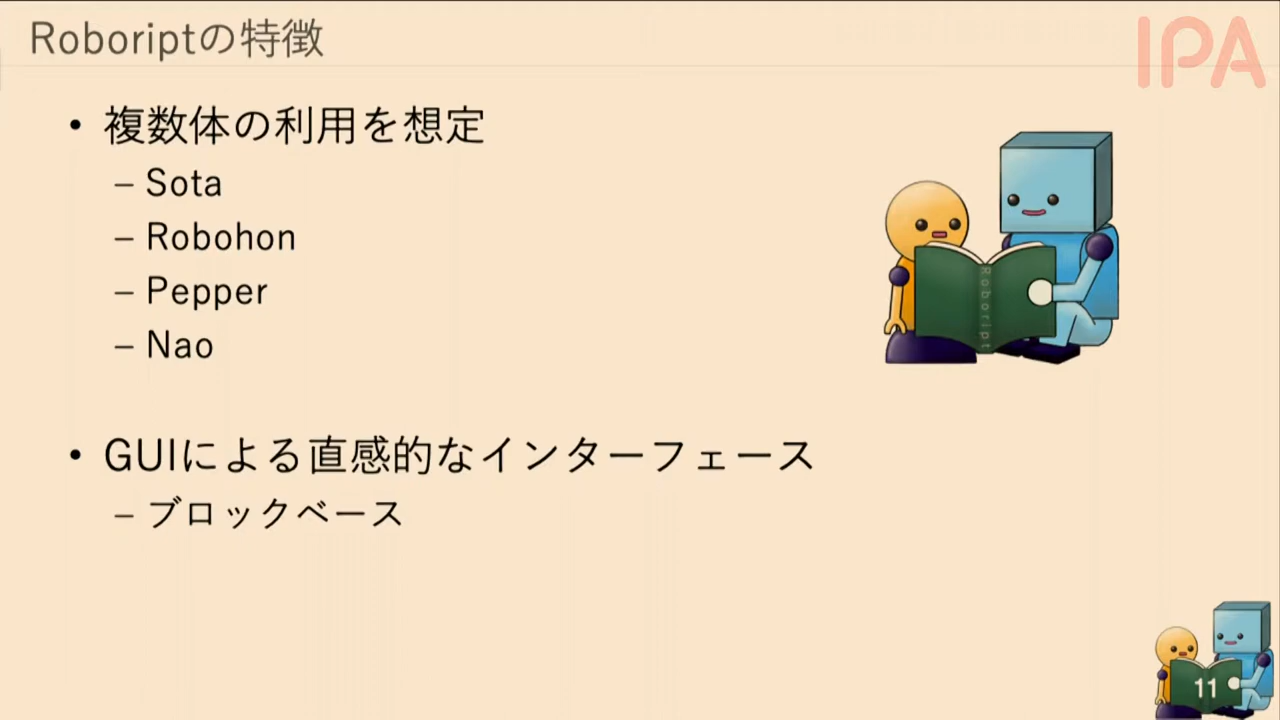 Roboriptの特徴
IPA
• 複数体の利用を想定
– Sota
– Robohon
– Pepper
– Nao
Roboript
• GUIによる直感的なインターフェース
– ブロックベース
11